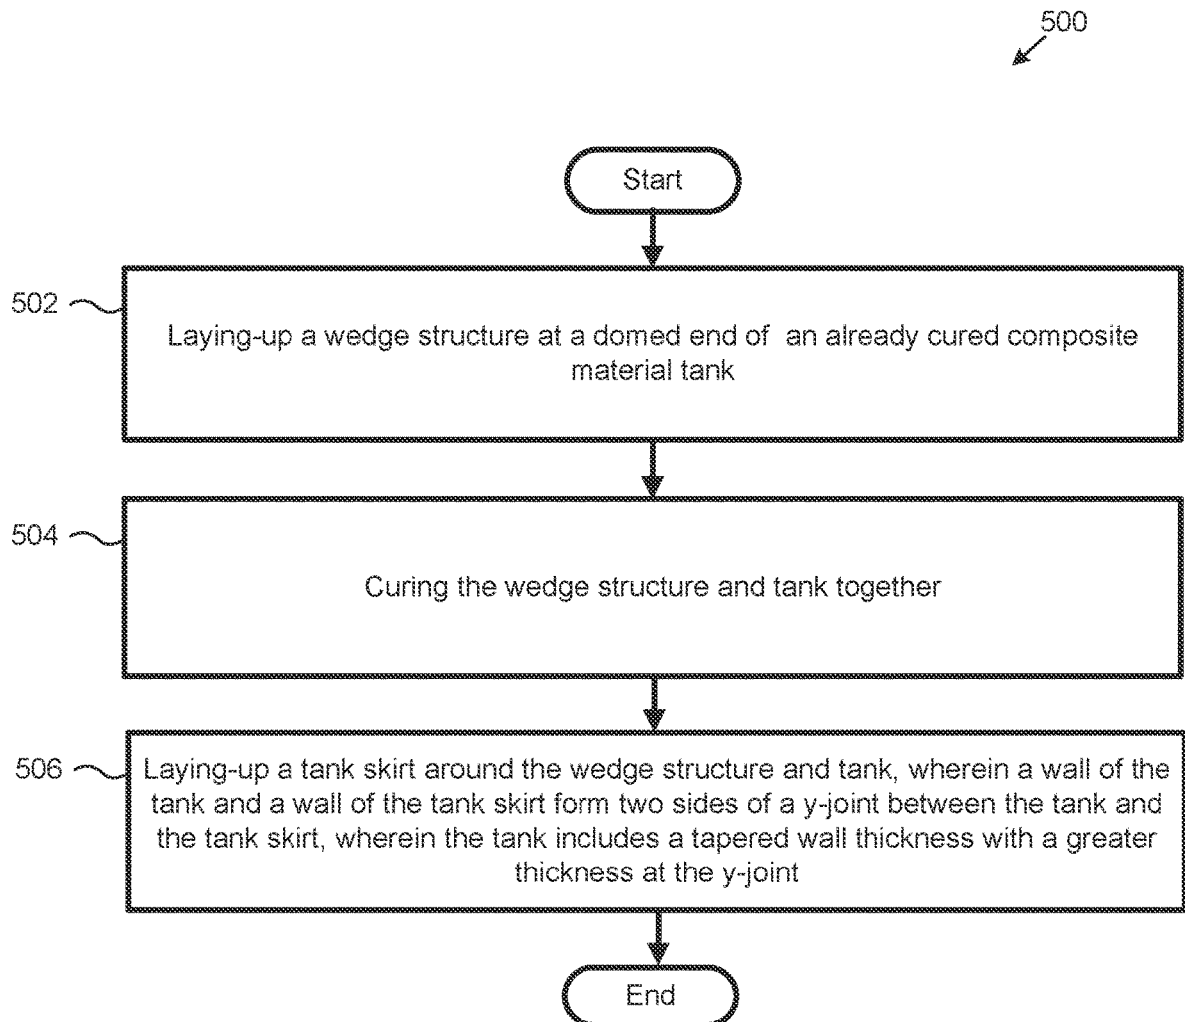 500
Start
502
Laying-up a wedge structure at a domed end of an already cured composite
material tank
504
Curing the wedge structure and tank together
506
Laying-up a tank skirt around the wedge structure and tank, wherein a wall of the
tank and a wall of the tank skirt form two sides of a y-joint between the tank and
the tank skirt, wherein the tank includes a tapered wall thickness with a greater
thickness at the y-joint
End